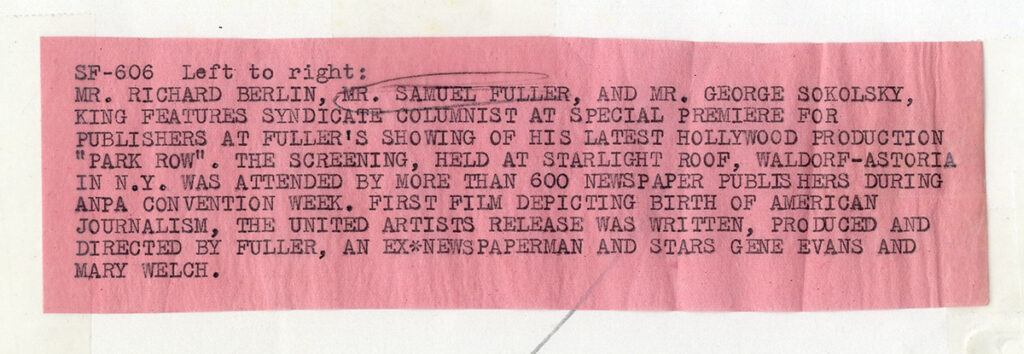 SF-606 Left to right:
MR. RICHARD BERLIN, MR. SAMUEL FULLER, AND MR. GEORGE SOKOLSKY,
KING FEATURES SYNDICATE COLUMNIST AT SPECIAL PREMIERE FOR
PUBLISHERS AT FULLER'S SHOWING OF HIS LATEST HOLLYWOOD PRODUCTION
"PARK ROW". THE SCREENING, HELD AT STARLIGHT ROOF, WALDORF-ASTORIA
IN N.Y. WAS ATTENDED BY MORE THAN 600 NEWSPAPER PUBLISHERS DURING
ANPA CONVENTION WEEK. FIRST FILM DEPICTING BIRTH OF AMERICAN
JOURNALISM, THE UNITED ARTISTS RELEASE WAS WRITTEN, PRODUCED AND
DIRECTED BY FULLER, AN EX*NEWSPAPERMAN AND STARS GENE EVANS AND
MARY WELCH.